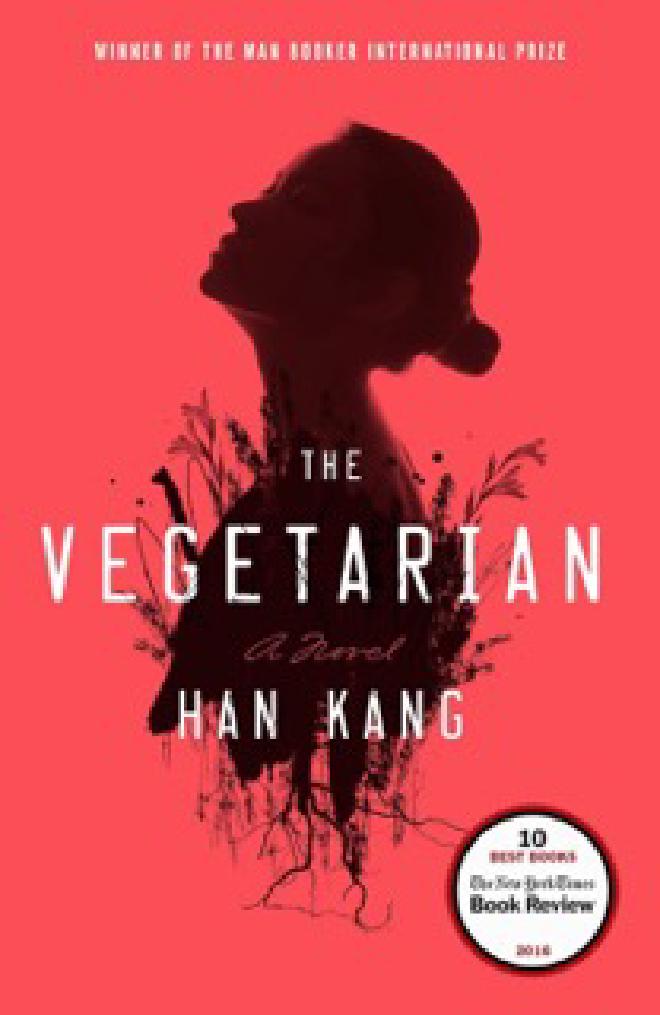 WINNER OF THE MAN BOOKER INTERNATIONAL PRIZE
THE
VEGETARIAN
A Novel
HAN KANG
10
BEST BOOKS
The New York Times
Book Review
2016